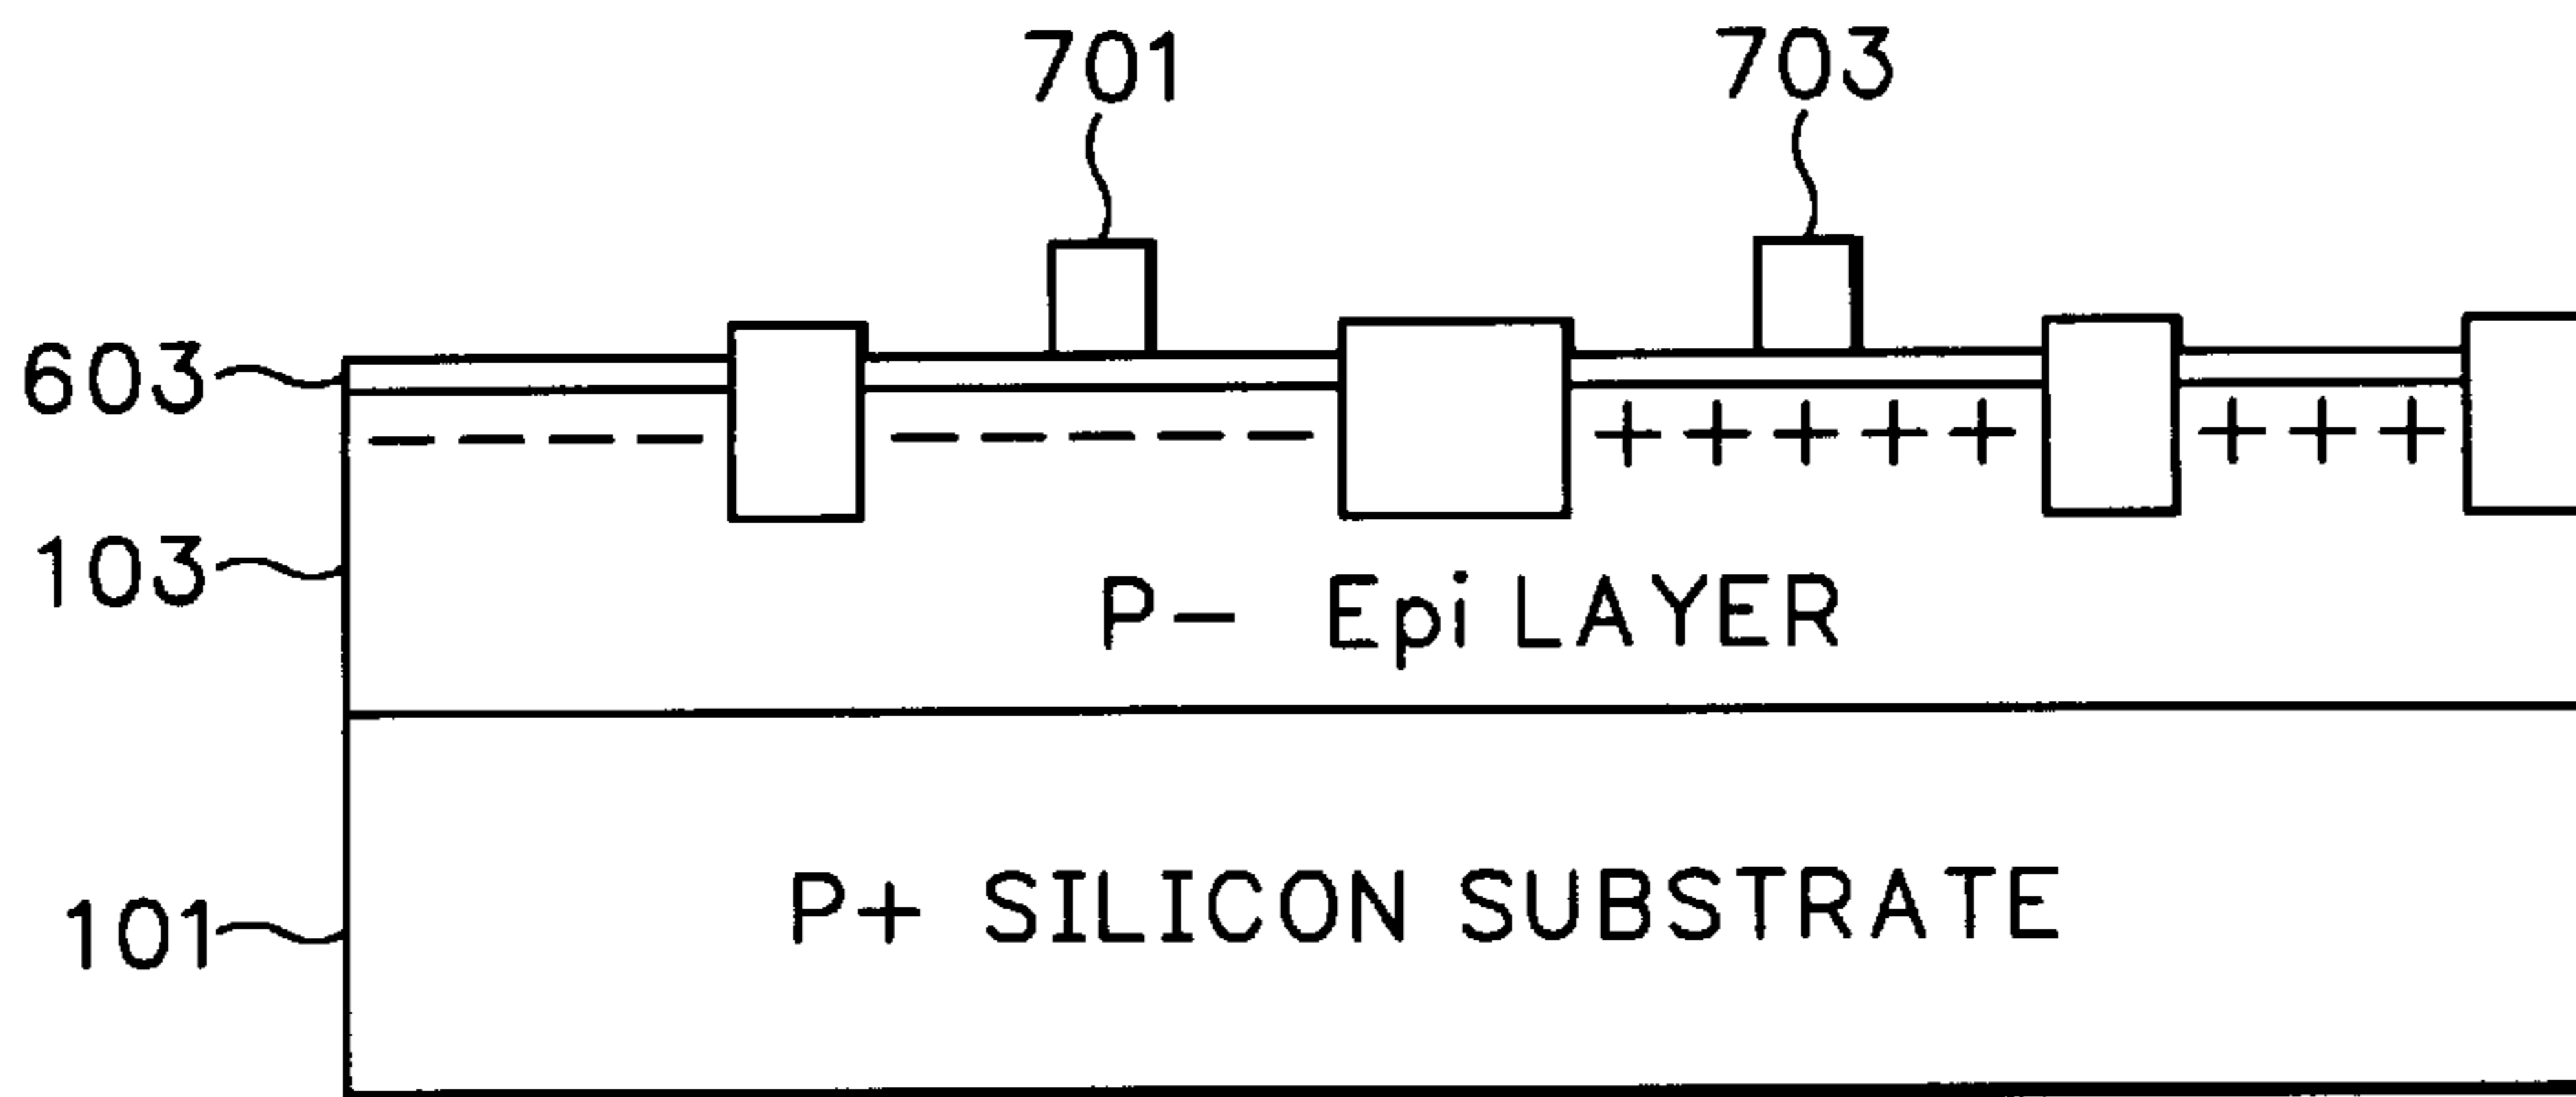 701 703
603
– – – – – – – – – + + + + + + + +
103
P– Epi LAYER
P+ SILICON SUBSTRATE
101